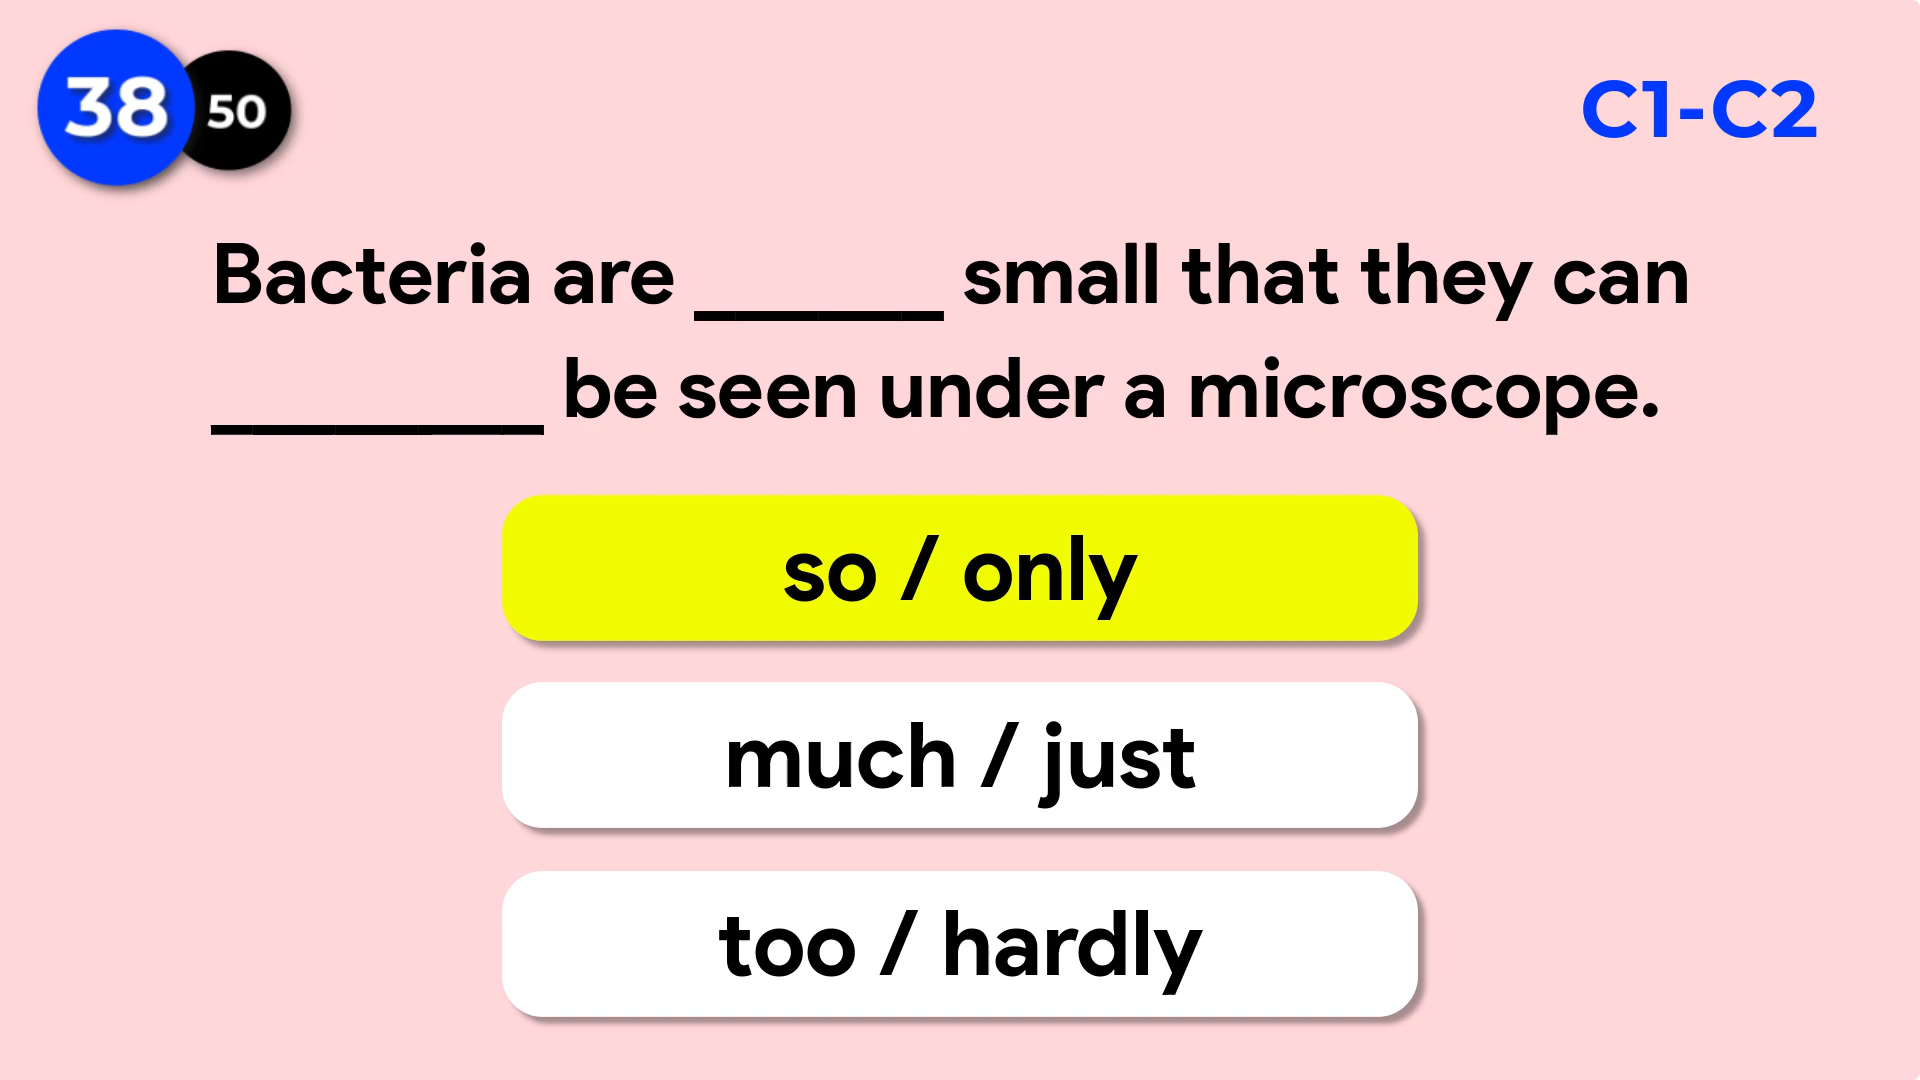 38 50
C1-C2
Bacteria are ______ small that they can
________ be seen under a microscope.
so / only
much / just
too / hardly